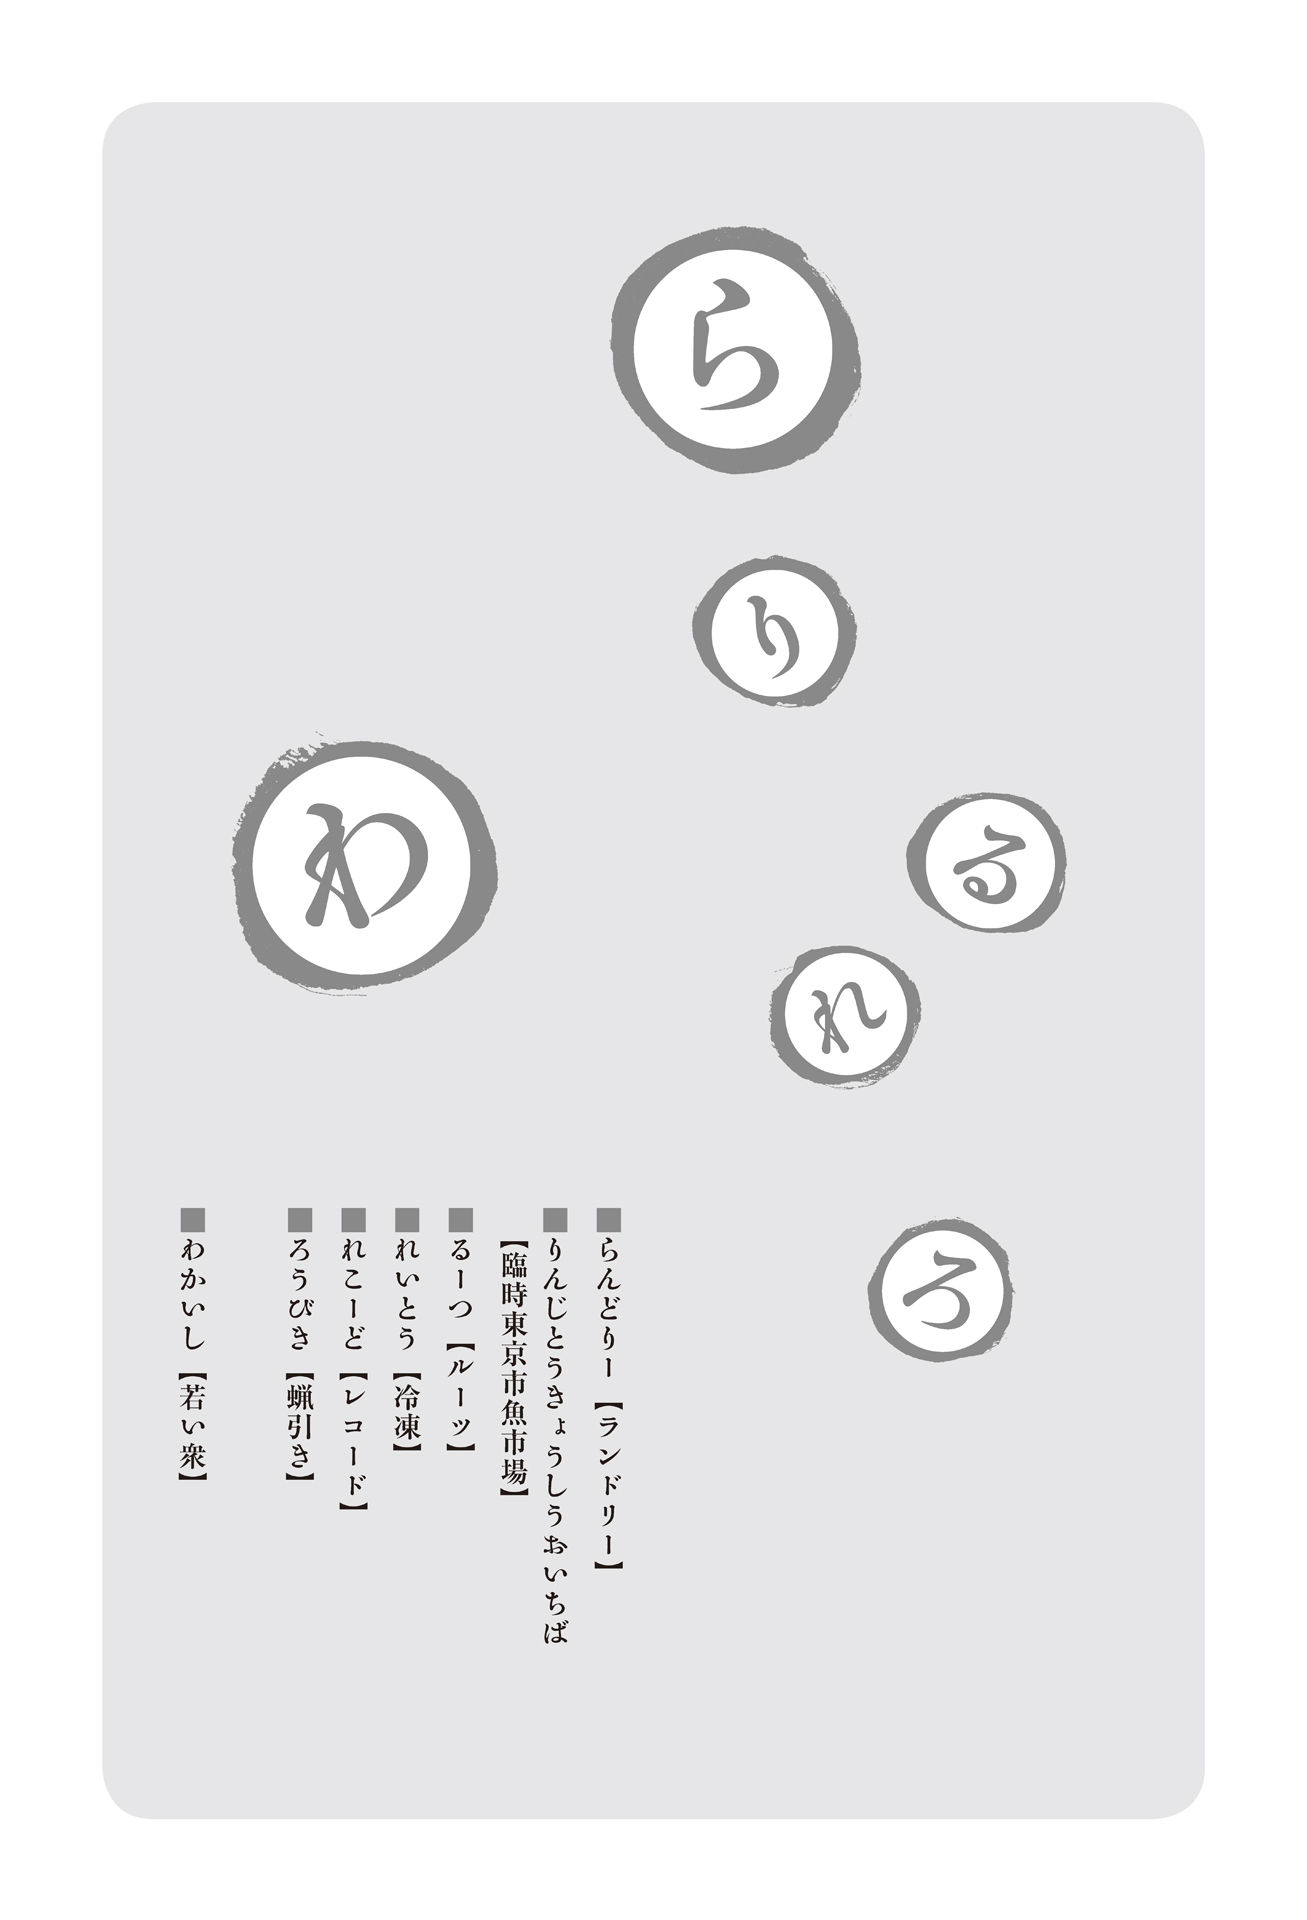 ら
り
る
れ
ろ
わ
■らんどりー【ランドリー】
■りんじとうきょうしうおいちば
【臨時東京市魚市場】
■るーつ【ルーツ】
■れいとう【冷凍】
■れこーど【レコード】
■ろうびき【蝋引き】
■わかいし【若い衆】